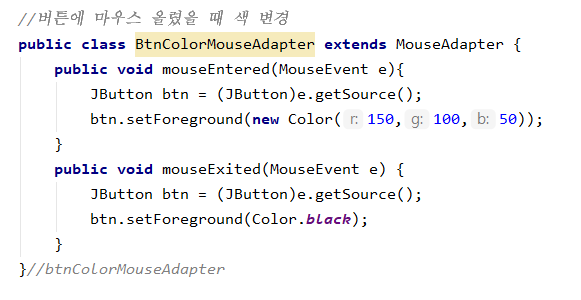 //버튼에 마우스 올렸을 때 색 변경
public class BtnColorMouseAdapter extends MouseAdapter {
    public void mouseEntered(MouseEvent e){
        JButton btn = (JButton)e.getSource();
        btn.setForeground(new Color( r: 150, g: 100, b: 50));
    }
    public void mouseExited(MouseEvent e) {
        JButton btn = (JButton)e.getSource();
        btn.setForeground(Color.black);
    }
}//btnColorMouseAdapter